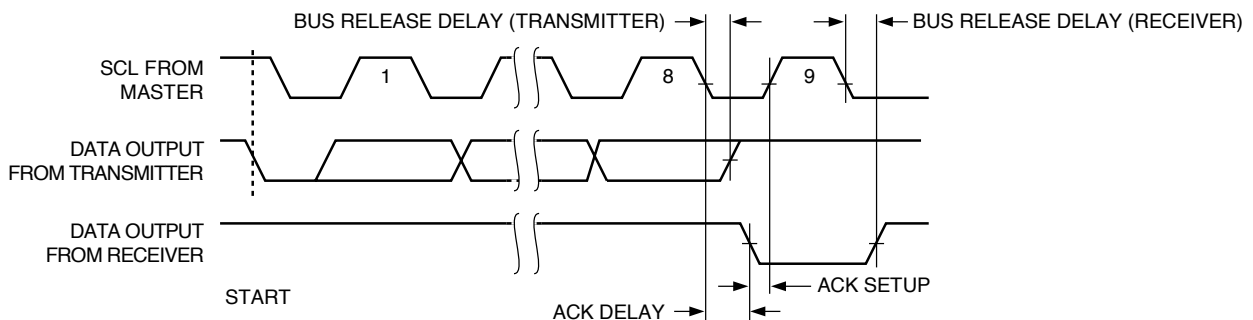 BUS RELEASE DELAY (TRANSMITTER)
BUS RELEASE DELAY (RECEIVER)
SCL FROM
MASTER
1
8
9
DATA OUTPUT
FROM TRANSMITTER
DATA OUTPUT
FROM RECEIVER
START
ACK SETUP
ACK DELAY